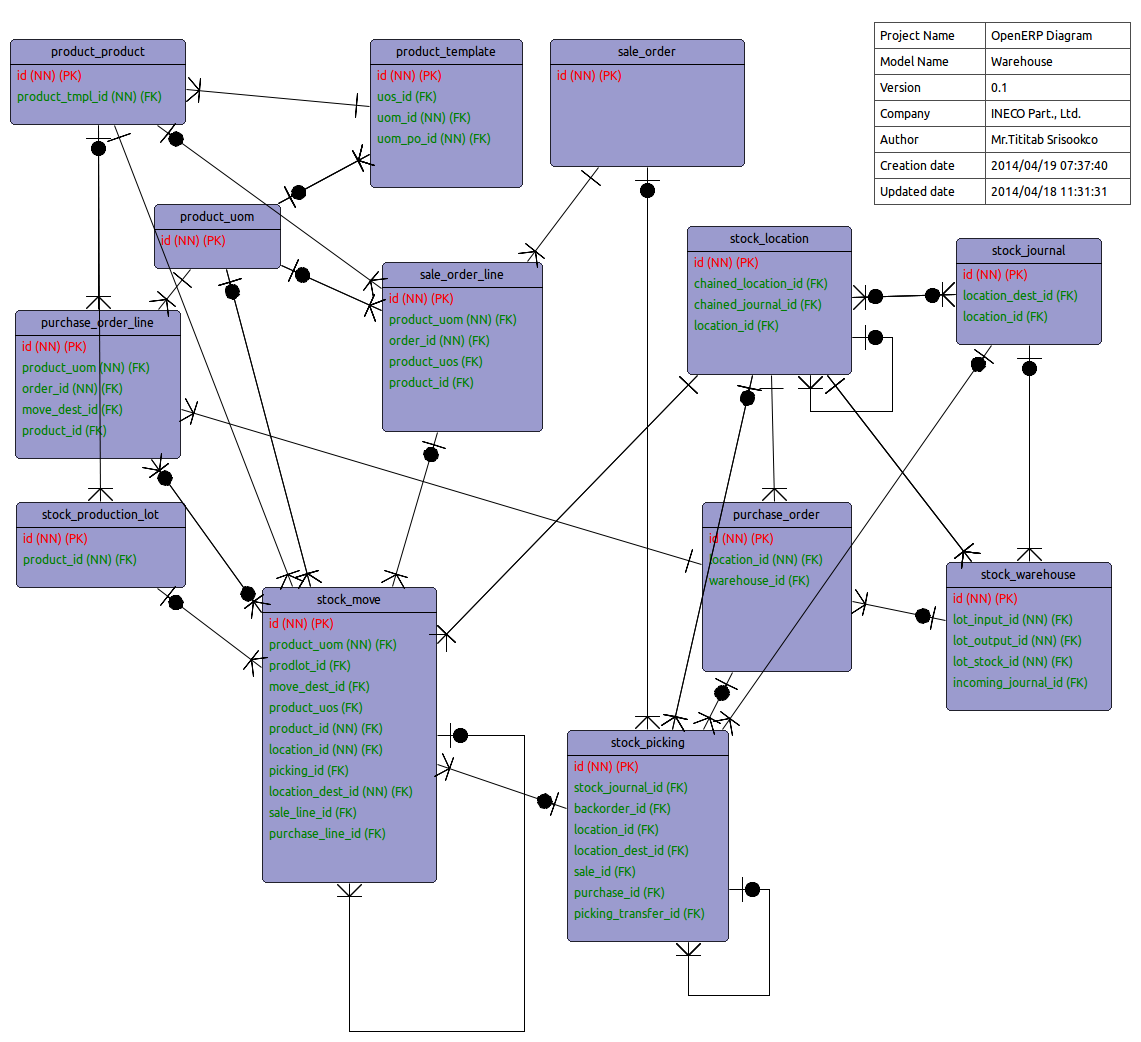 product_product
id (NN) (PK)
product_tmpl_id (NN) (FK)
product_template
id (NN) (PK)
uos_id (FK)
uom_id (NN) (FK)
uom_po_id (NN) (FK)
sale_order
id (NN) (PK)
Project Name OpenERP Diagram
Model Name Warehouse
Version 0.1
Company INECO Part., Ltd.
Author Mr.Tititab Srisookco
Creation date 2014/04/19 07:37:40
Updated date 2014/04/18 11:31:31
product_uom
id (NN) (PK)
sale_order_line
id (NN) (PK)
product_uom (NN) (FK)
order_id (NN) (FK)
product_uos (FK)
product_id (FK)
stock_location
id (NN) (PK)
chained_location_id (FK)
chained_journal_id (FK)
location_id (FK)
stock_journal
id (NN) (PK)
location_dest_id (FK)
location_id (FK)
purchase_order_line
id (NN) (PK)
product_uom (NN) (FK)
order_id (NN) (FK)
move_dest_id (FK)
product_id (FK)
stock_production_lot
id (NN) (PK)
product_id (NN) (FK)
purchase_order
id (NN) (PK)
location_id (NN) (FK)
warehouse_id (FK)
stock_warehouse
id (NN) (PK)
lot_input_id (NN) (FK)
lot_output_id (NN) (FK)
lot_stock_id (NN) (FK)
incoming_journal_id (FK)
stock_move
id (NN) (PK)
product_uom (NN) (FK)
prodlot_id (FK)
move_dest_id (FK)
product_uos (FK)
product_id (NN) (FK)
location_id (NN) (FK)
picking_id (FK)
location_dest_id (NN) (FK)
sale_line_id (FK)
purchase_line_id (FK)
stock_picking
id (NN) (PK)
stock_journal_id (FK)
backorder_id (FK)
location_id (FK)
location_dest_id (FK)
sale_id (FK)
purchase_id (FK)
picking_transfer_id (FK)